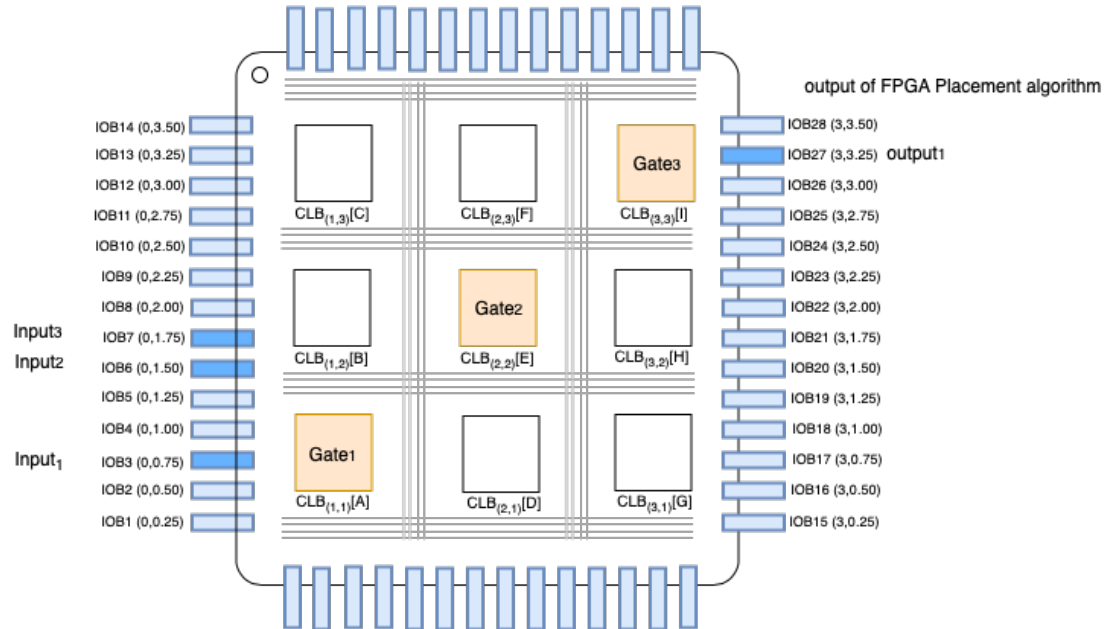 output of FPGA Placement algorithm
IOB14 (0,3.50)
IOB28 (3,3.50)
IOB13 (0,3.25)
Gate3
IOB27 (3,3.25) output1
IOB12 (0,3.00)
IOB26 (3,3.00)
IOB11 (0,2.75)
CLB(1,3)[C]
CLB(2,3)[F]
CLB(3,3)[I]
IOB25 (3,2.75)
IOB10 (0,2.50)
IOB24 (3,2.50)
IOB9 (0,2.25)
IOB23 (3,2.25)
IOB8 (0,2.00)
Gate2
IOB22 (3,2.00)
Input3
IOB7 (0,1.75)
IOB21 (3,1.75)
Input2
IOB6 (0,1.50)
CLB(1,2)[B]
CLB(2,2)[E]
CLB(3,2)[H]
IOB20 (3,1.50)
IOB5 (0,1.25)
IOB19 (3,1.25)
IOB4 (0,1.00)
IOB18 (3,1.00)
Input1
IOB3 (0,0.75)
Gate1
IOB17 (3,0.75)
IOB2 (0,0.50)
CLB(1,1)[A]
CLB(2,1)[D]
CLB(3,1)[G]
IOB16 (3,0.50)
IOB1 (0,0.25)
IOB15 (3,0.25)